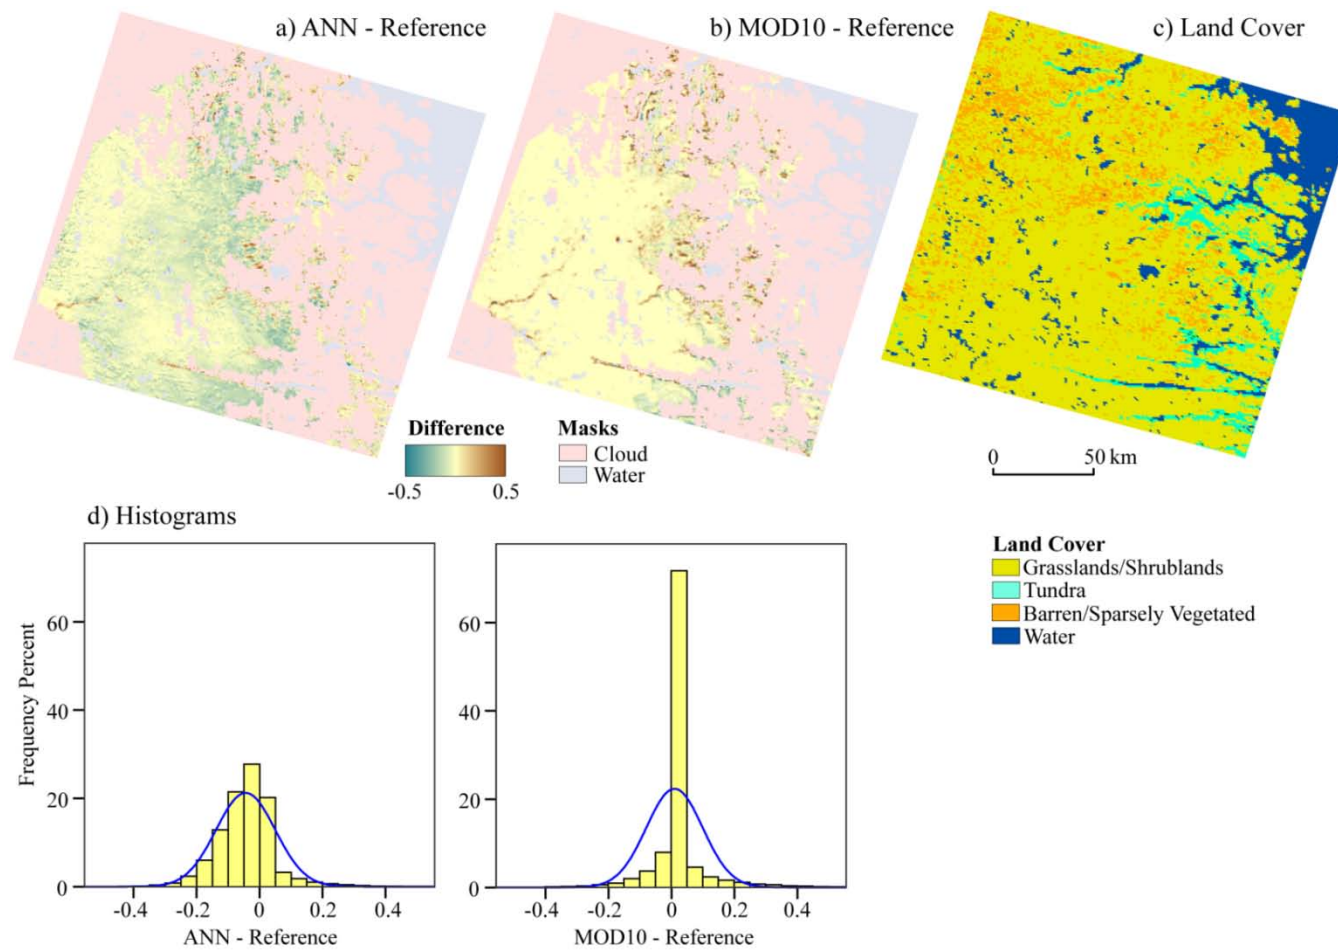 a) ANN - Reference
b) MOD10 - Reference
c) Land Cover
Difference
-0.5
0.5
Masks
Cloud
Water
0
50 km
d) Histograms
Land Cover
Grasslands/Shrublands
Tundra
Barren/Sparsely Vegetated
Water
Frequency Percent
60
40
20
0
-0.4
-0.2
0
0.2
0.4
ANN - Reference
60
40
20
0
-0.4
-0.2
0
0.2
0.4
MOD10 - Reference